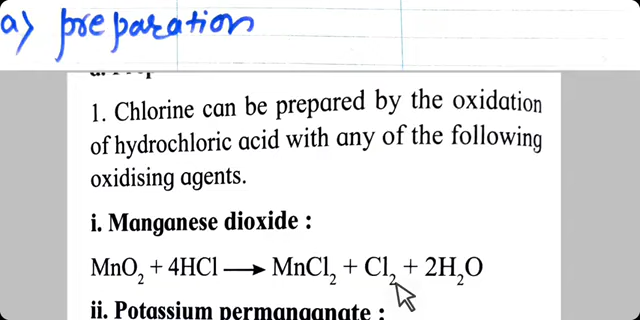 a) preparation
1. Chlorine can be prepared by the oxidation
of hydrochloric acid with any of the following
oxidising agents.
i. Manganese dioxide :
MnO₂ + 4HCl ⟶ MnCl₂ + Cl₂ + 2H₂O
ii. Potassium permanganate :